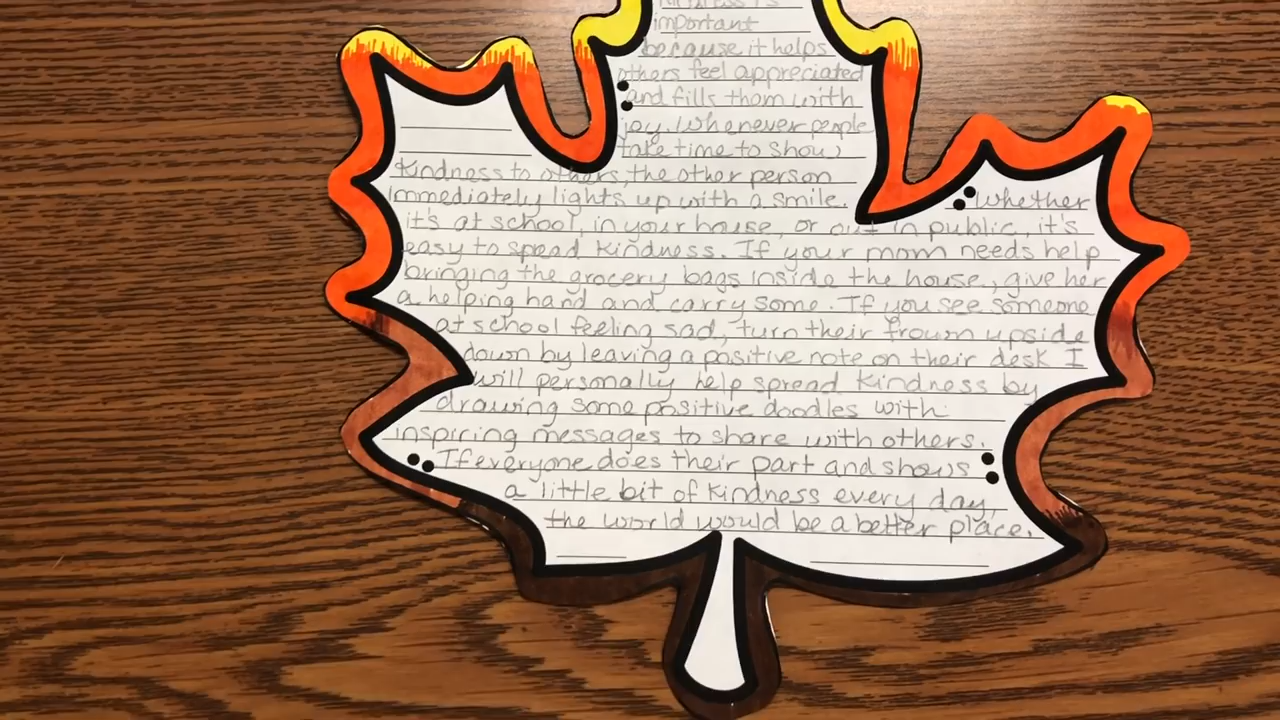 kindness is
important
because it helps
others feel appreciated
and fills them with
joy. Whenever people
take time to show
kindness to others, the other person
immediately lights up with a smile.
Whether
it's at school, in your house, or out in public, it's
easy to spread kindness. If your mom needs help
bringing the grocery bags inside the house, give her
a helping hand and carry some. If you see someone
at school feeling sad, turn their frown upside
down by leaving a positive note on their desk I
will personally help spread kindness by
drawing some positive doodles with
inspiring messages to share with others.
If everyone does their part and shows
a little bit of kindness every day,
the world would be a better place.